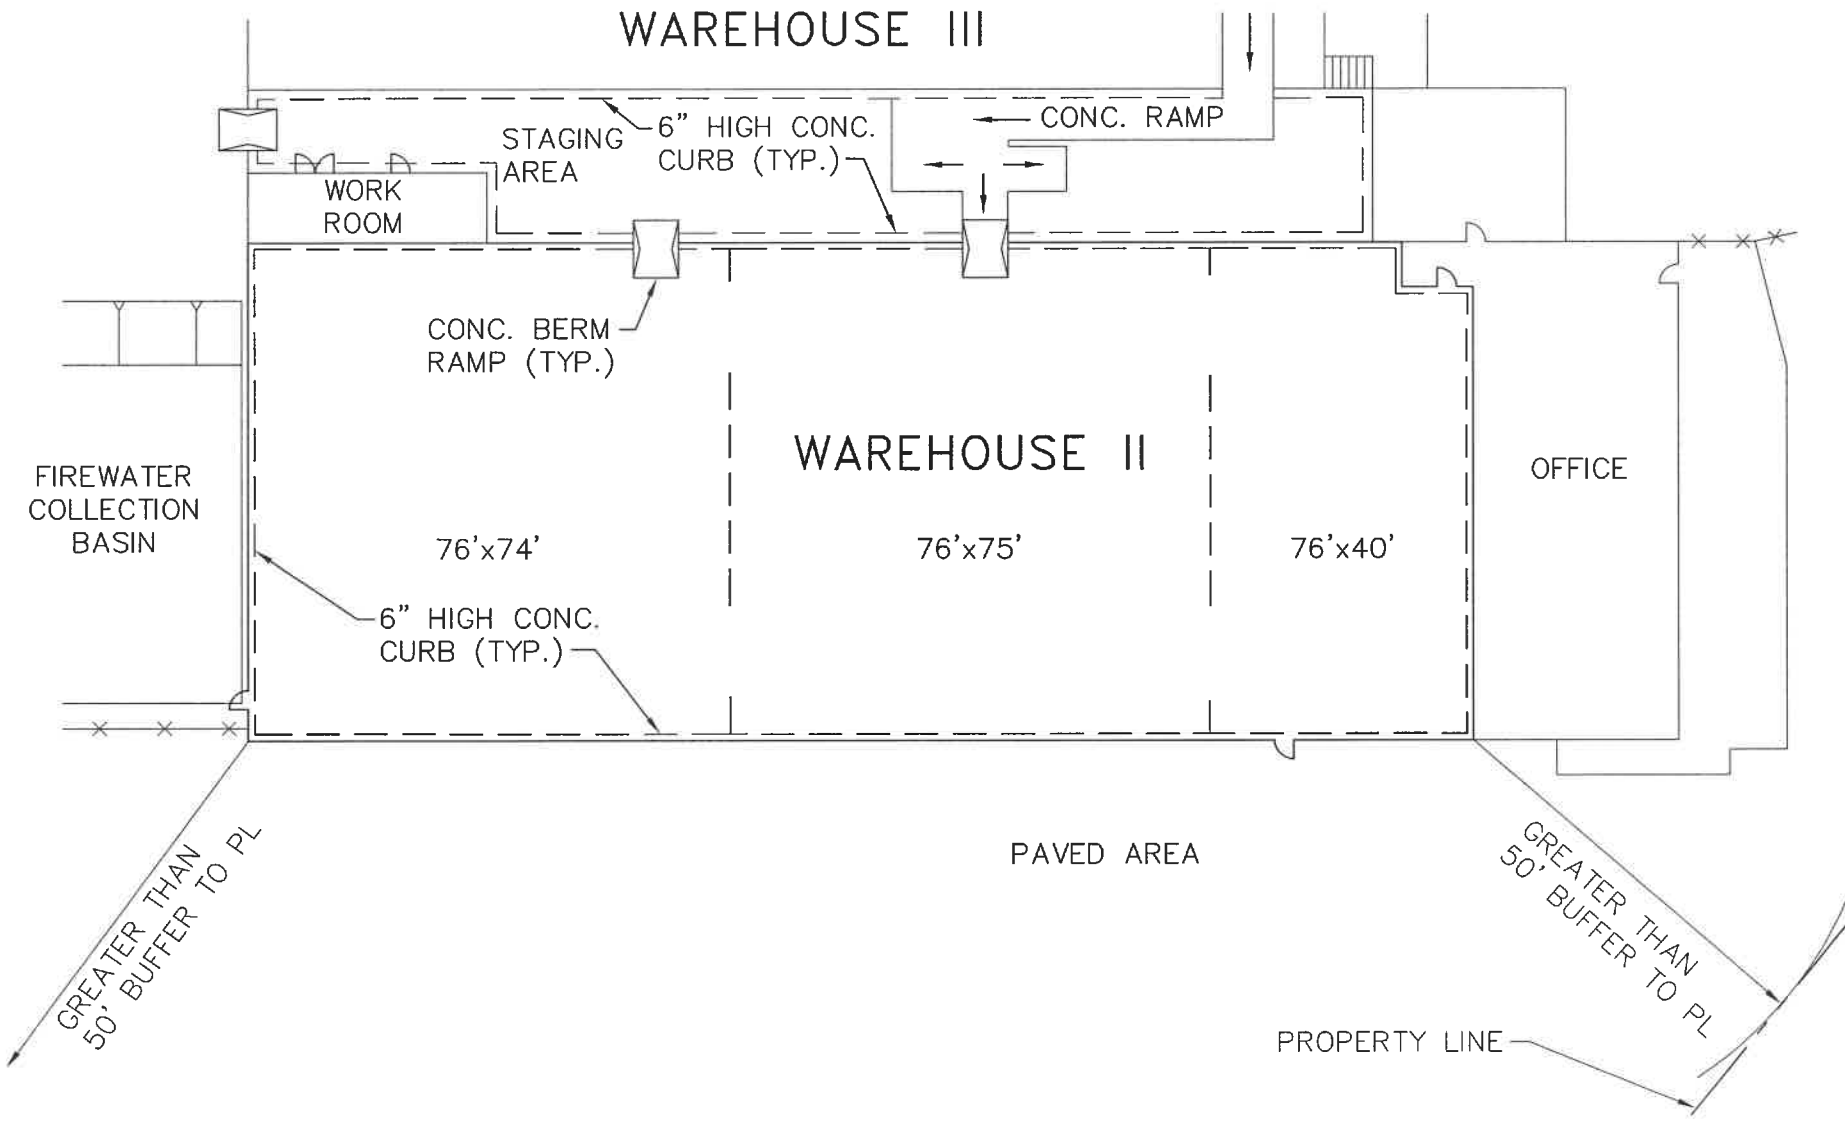 WAREHOUSE III
CONC. RAMP
6" HIGH CONC.
CURB (TYP.)
STAGING
AREA
WORK
ROOM
CONC. BERM
RAMP (TYP.)
WAREHOUSE II
FIREWATER
COLLECTION
BASIN
OFFICE
76'x74'
76'x75'
76'x40'
6" HIGH CONC.
CURB (TYP.)
PAVED AREA
GREATER THAN
50' BUFFER TO PL
GREATER THAN
50' BUFFER TO PL
PROPERTY LINE